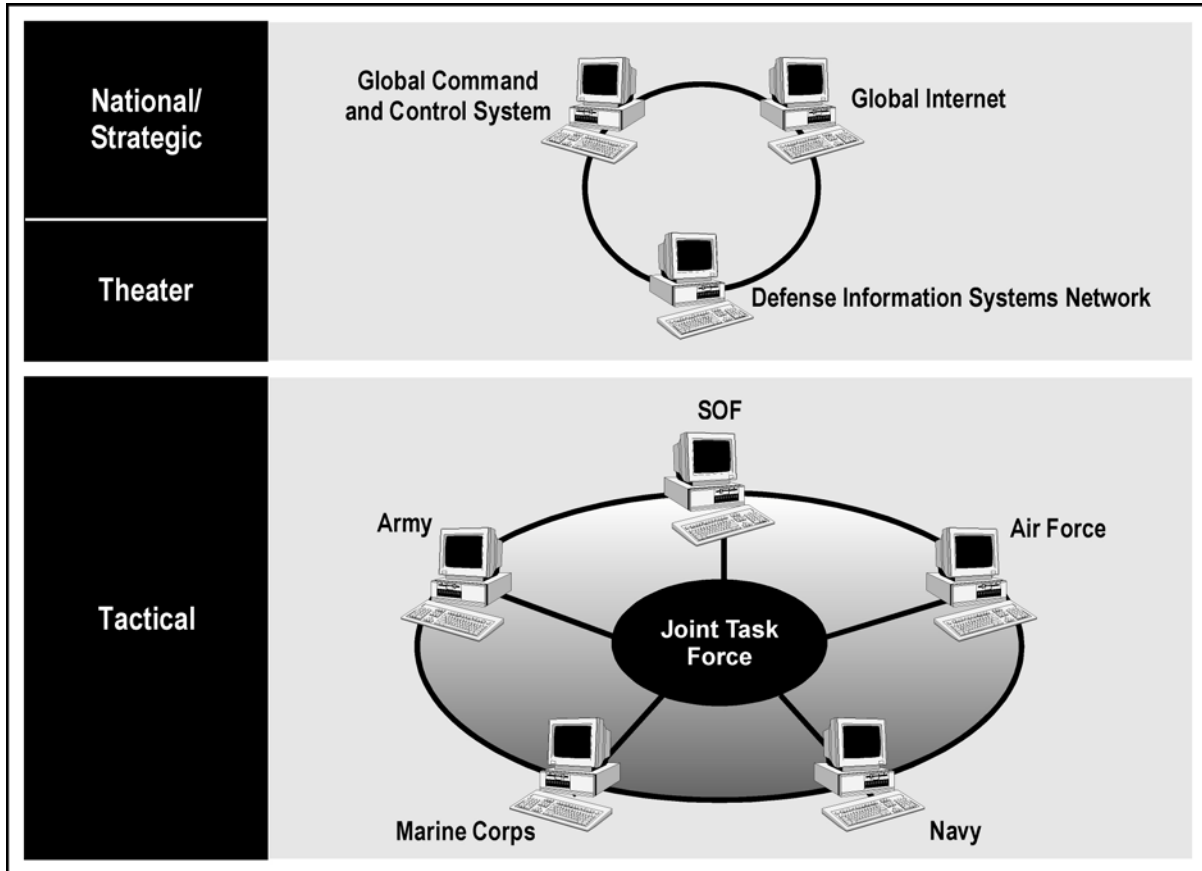 National/
Strategic
Global Command
and Control System
Global Internet
Theater
Defense Information Systems Network
Tactical
SOF
Army
Air Force
Joint Task
Force
Marine Corps
Navy